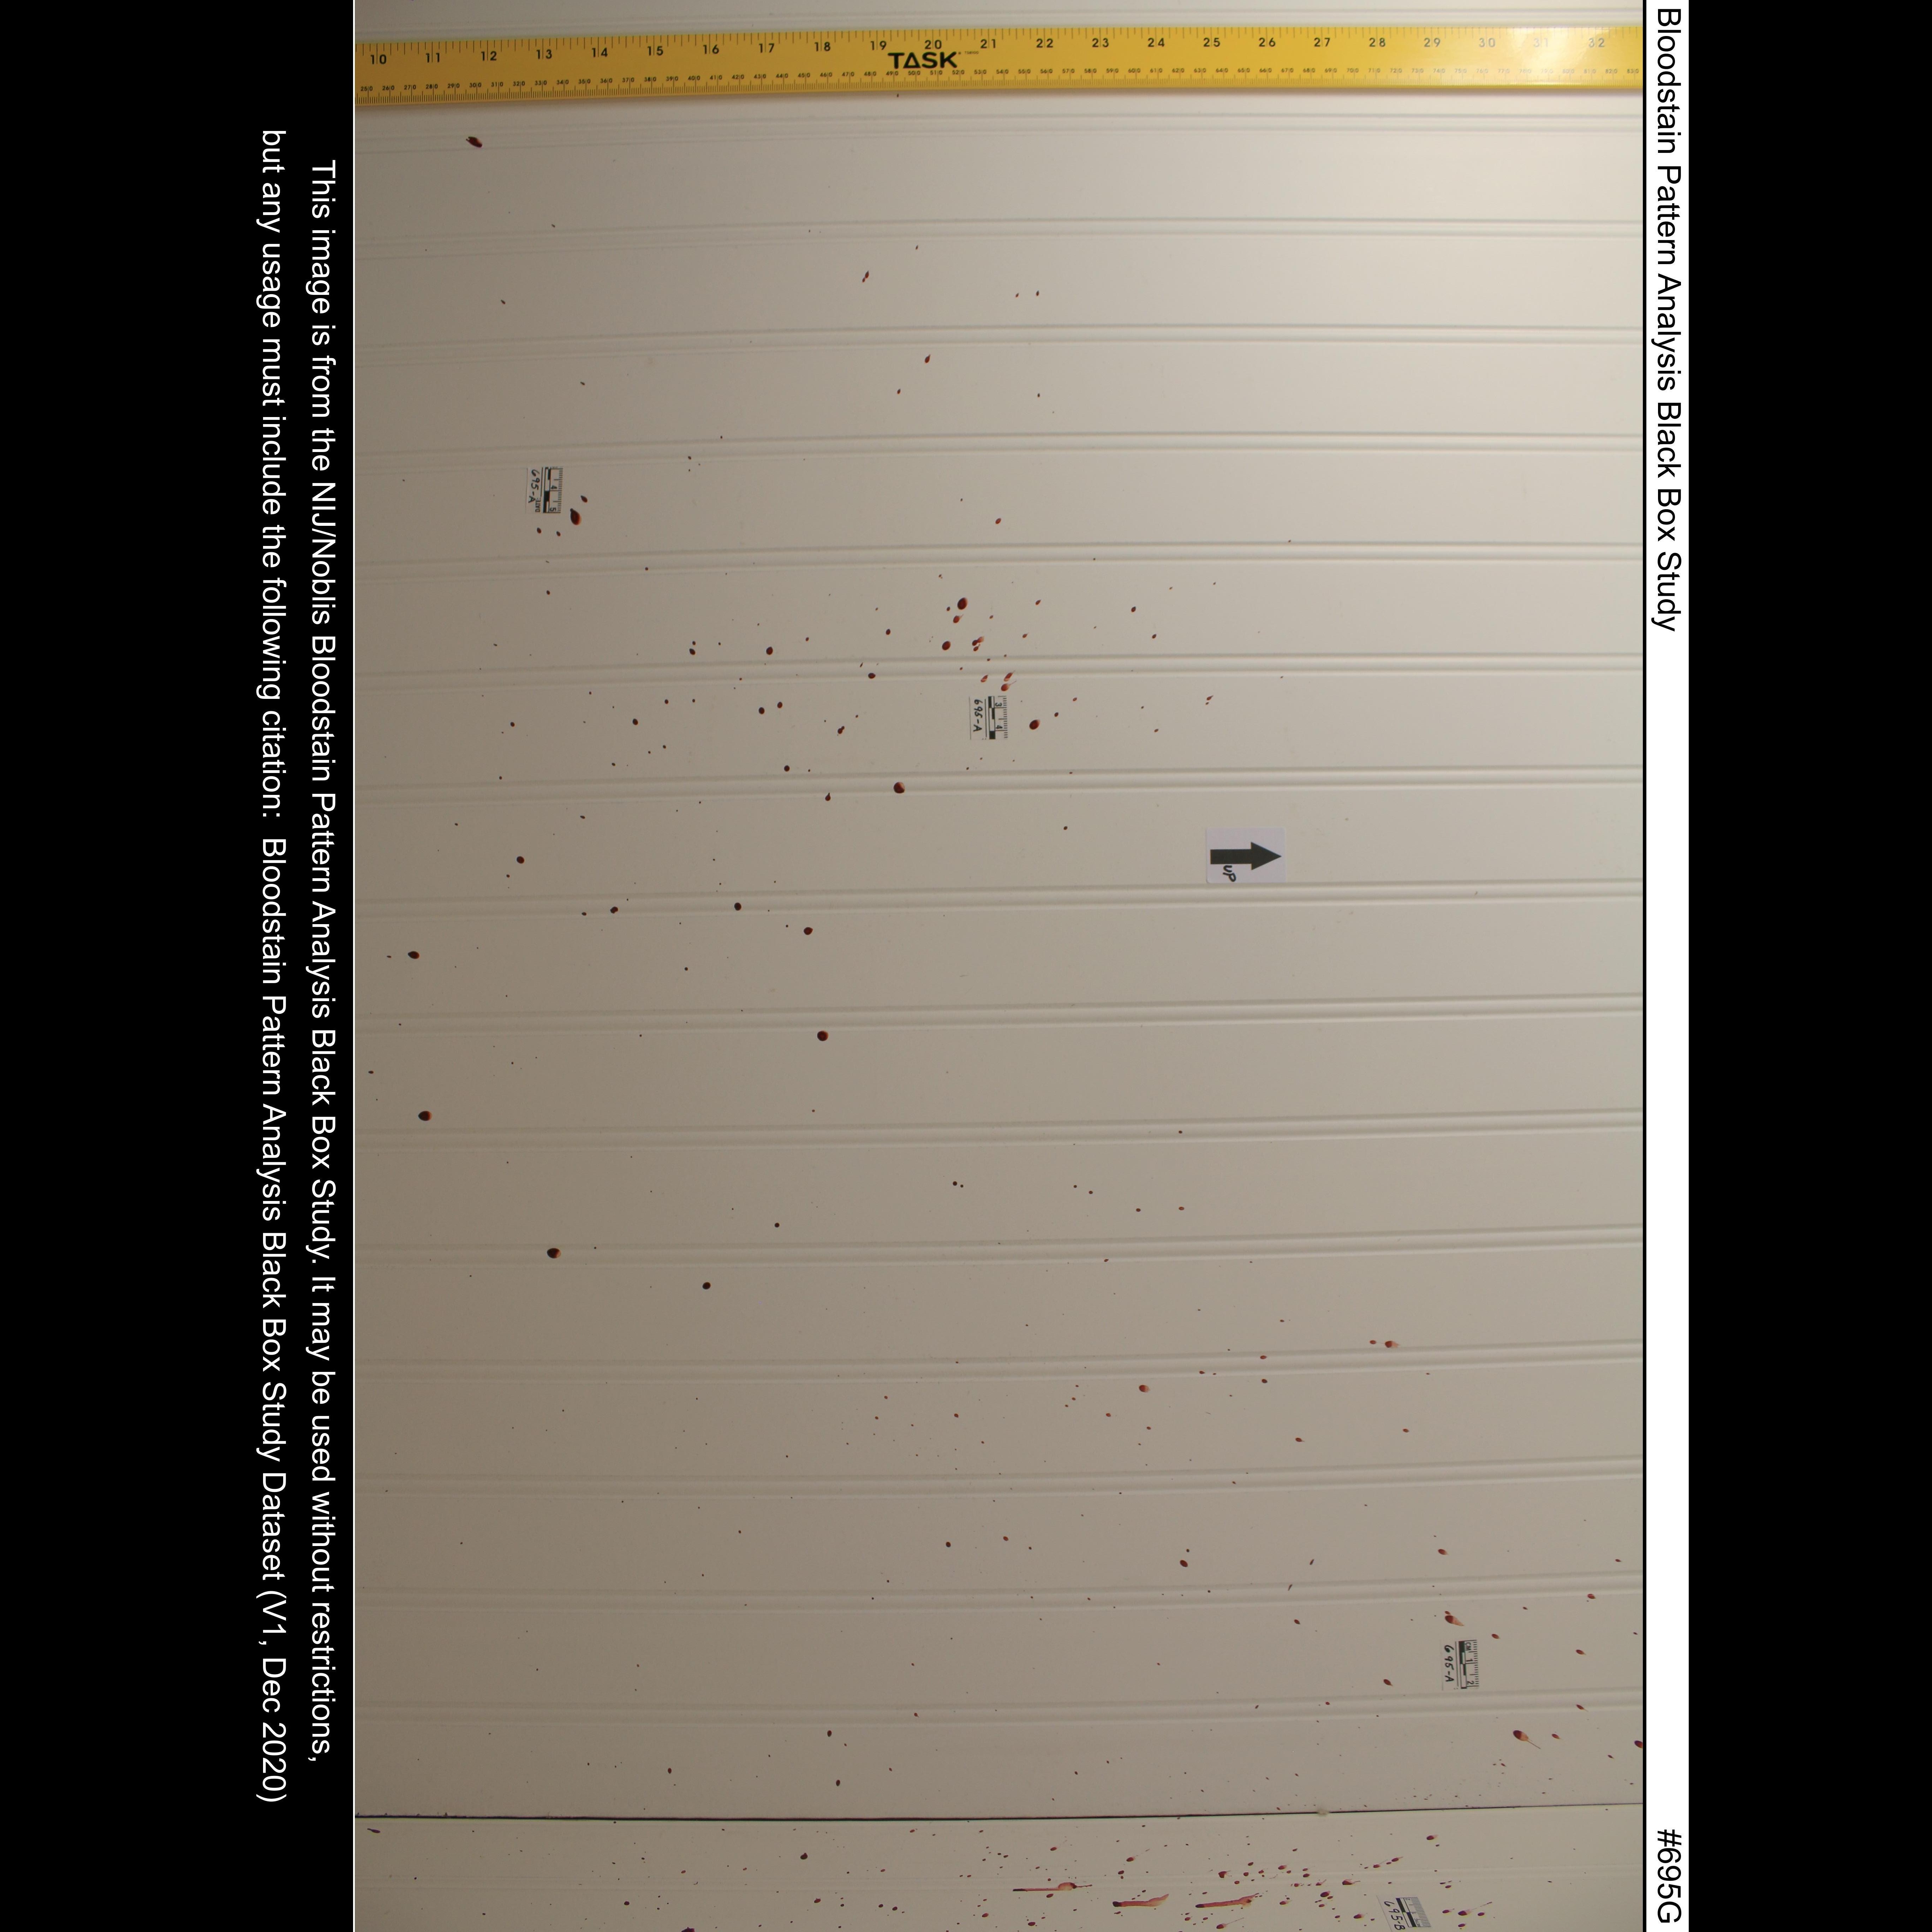 Bloodstain Pattern Analysis Black Box Study #695G
10 11 12 13 14 15 16 17 18 19 20 21 22 23 24 25 26 27 28 29 30 31 32
TASK
695-A
695-A
UP
695-A
695-B
This image is from the NIJ/Noblis Bloodstain Pattern Analysis Black Box Study. It may be used without restrictions,
but any usage must include the following citation: Bloodstain Pattern Analysis Black Box Study Dataset (V1, Dec 2020)